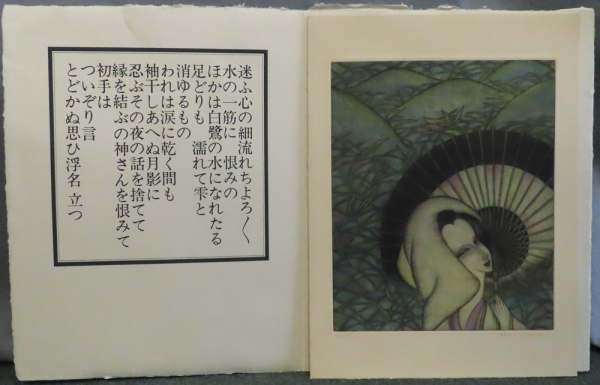 迷ふ心の細流れちよろ〱
水の一筋に 恨みの
ほかは白鷺の水になれたる
足どりも 濡れて雫と
消ゆるもの
われは涙に乾く間も
袖干しあへぬ月影に
忍ぶその夜の話を捨てて
縁を結ぶの神さんを恨みて
初手は
ついぞり言
とどかぬ思ひ浮名 立つ